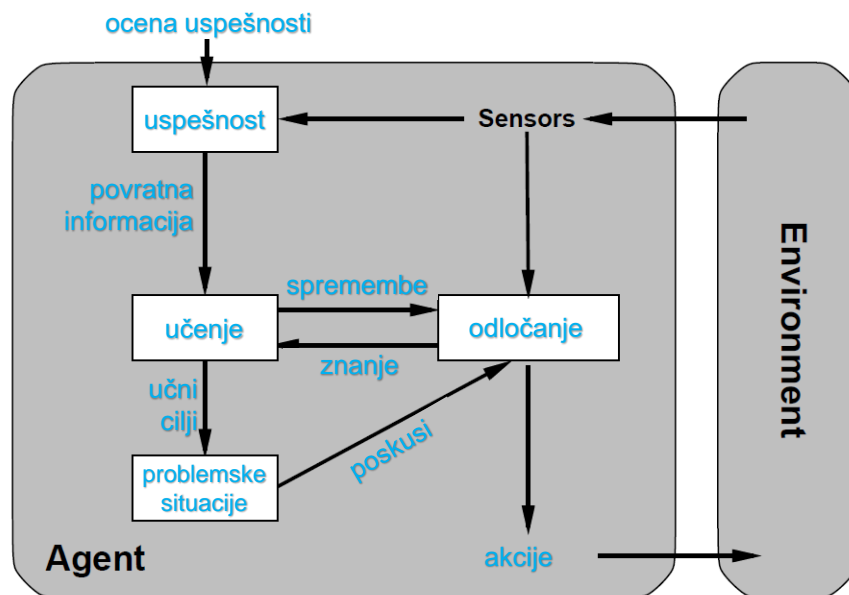 ocena uspešnosti
uspešnost
Sensors
povratna
informacija
spremembe
učenje
odločanje
znanje
učni
cilji
poskusi
problemske
situacije
Agent
akcije
Environment